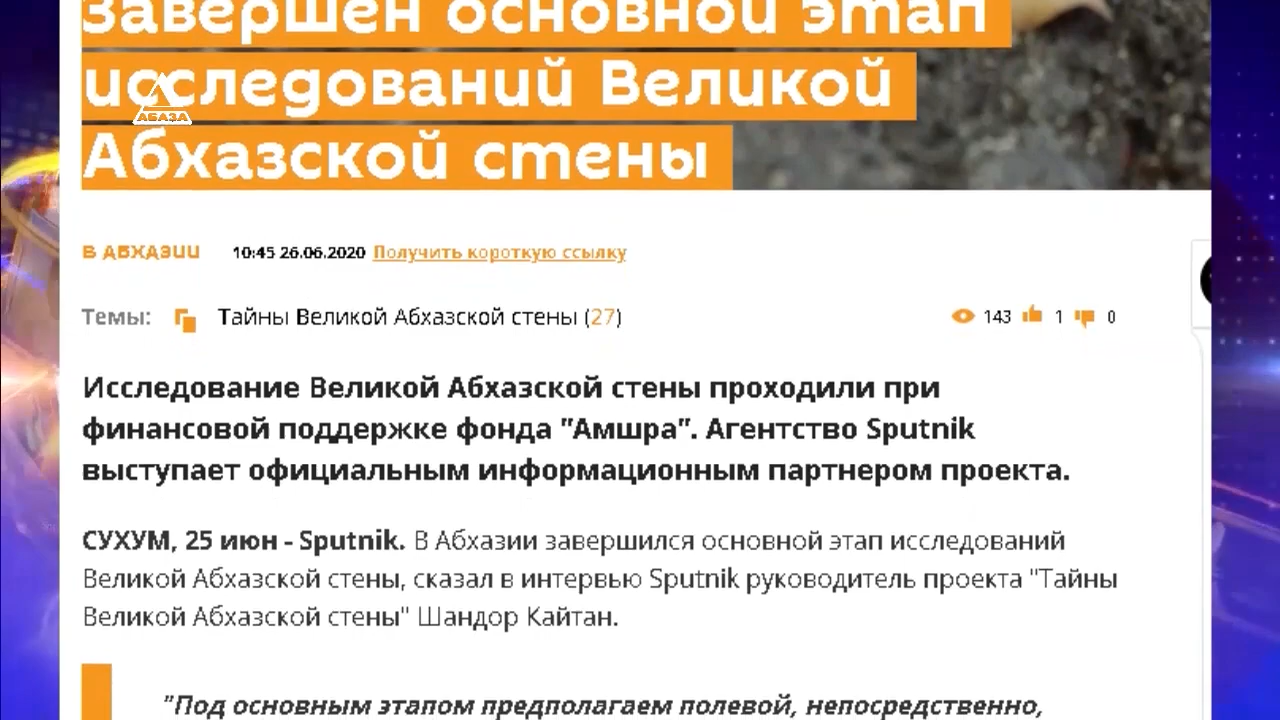 Завершен основной этап
исследований Великой
Абхазской стены
АБАЗА
В АБХАЗИИ 10:45 26.06.2020 Получить короткую ссылку
Темы: Тайны Великой Абхазской стены (27) 143 1 0
Исследование Великой Абхазской стены проходили при
финансовой поддержке фонда "Амшра". Агентство Sputnik
выступает официальным информационным партнером проекта.
СУХУМ, 25 июн - Sputnik. В Абхазии завершился основной этап исследований
Великой Абхазской стены, сказал в интервью Sputnik руководитель проекта "Тайны
Великой Абхазской стены" Шандор Кайтан.
"Под основным этапом предполагаем полевой, непосредственно,